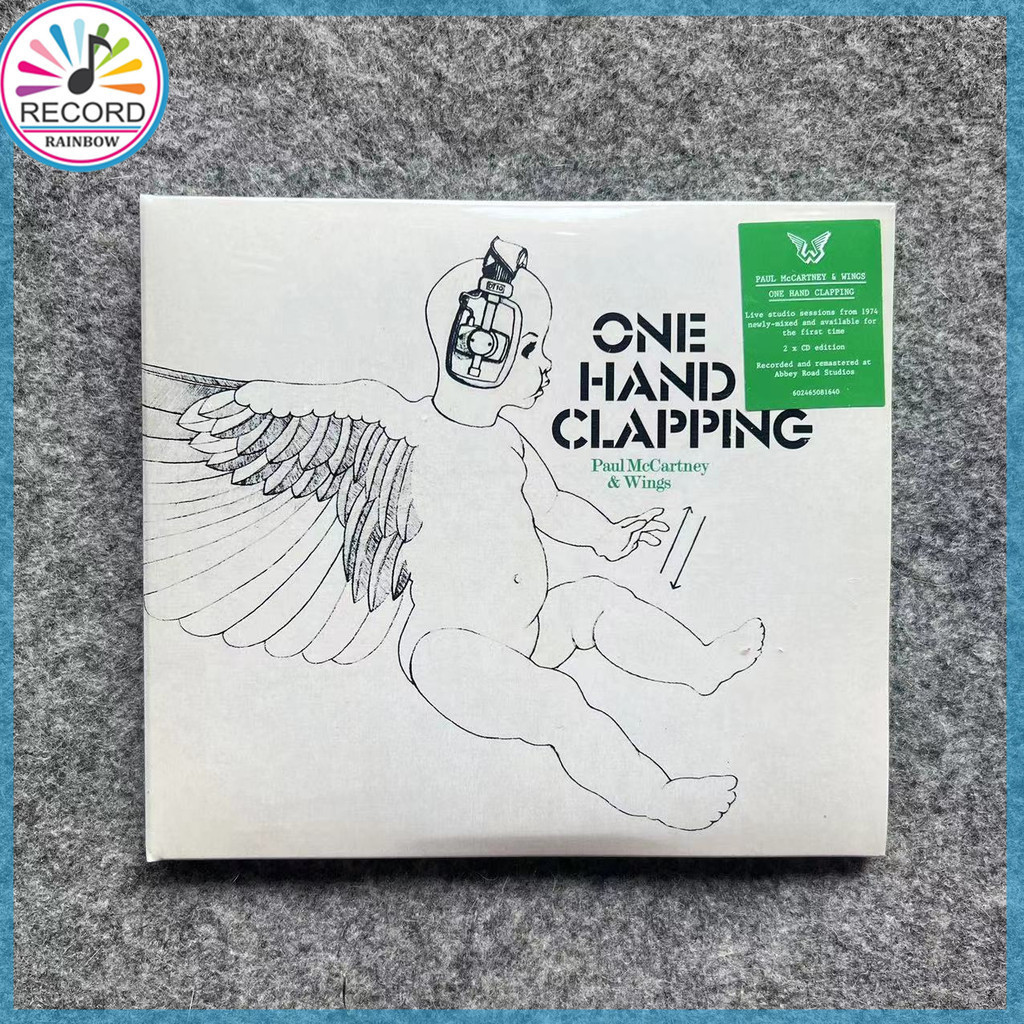 RECORD
RAINBOW
PAUL McCARTNEY & WINGS
ONE HAND CLAPPING
Live studio sessions from 1974
newly-mixed and available for
the first time
2 x CD edition
Recorded and remastered at
Abbey Road Studios
602465081640
ONE
HAND
CLAPPING
Paul McCartney
& Wings